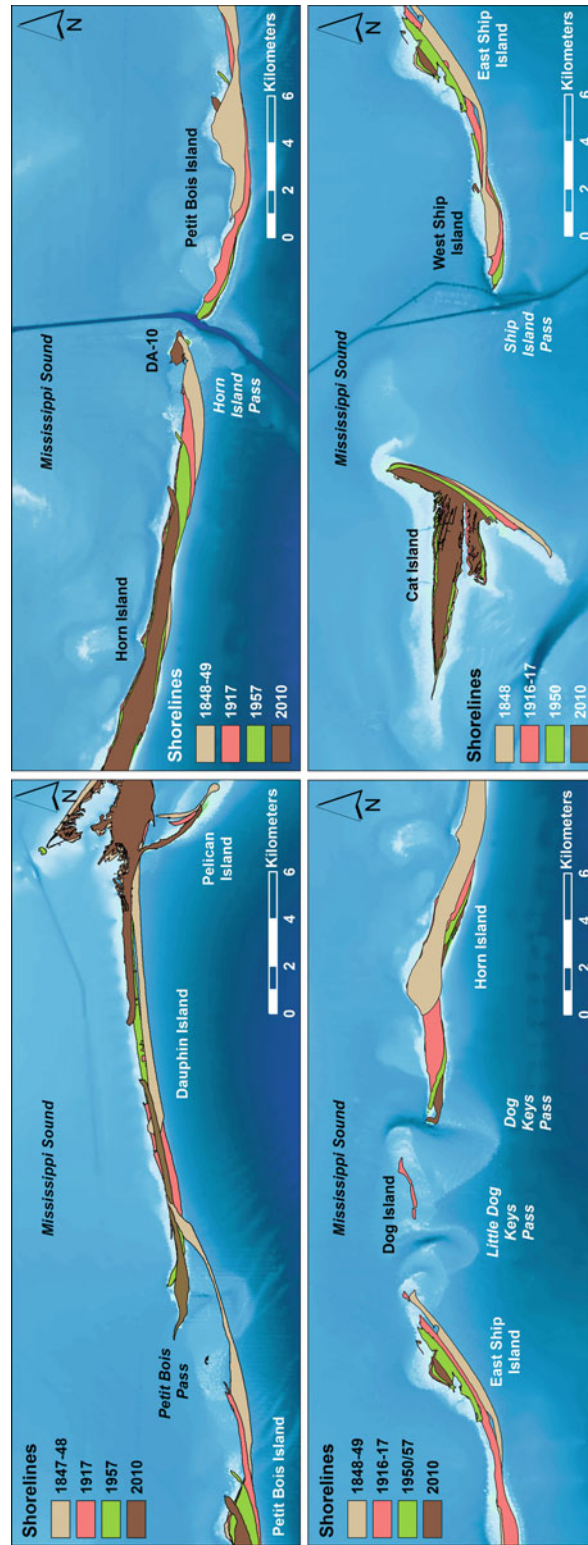 Shorelines
1847-48
1917
1957
2010
Mississippi Sound
N
Petit Bois Island
Petit Bois
Pass
Dauphin Island
Pelican
Island
0 2 4 6
Kilometers
Shorelines
1848-49
1917
1957
2010
Mississippi Sound
N
Horn Island
DA-10
Horn
Island
Pass
Petit Bois Island
0 2 4 6
Kilometers
Shorelines
1848-49
1916-17
1950/57
2010
Mississippi Sound
N
East Ship
Island
Dog Island
Little Dog
Keys
Pass
Dog
Keys
Pass
Horn Island
0 2 4 6
Kilometers
Shorelines
1848
1916-17
1950
2010
Mississippi Sound
N
Cat Island
Ship
Island
Pass
West Ship
Island
East Ship
Island
0 2 4 6
Kilometers